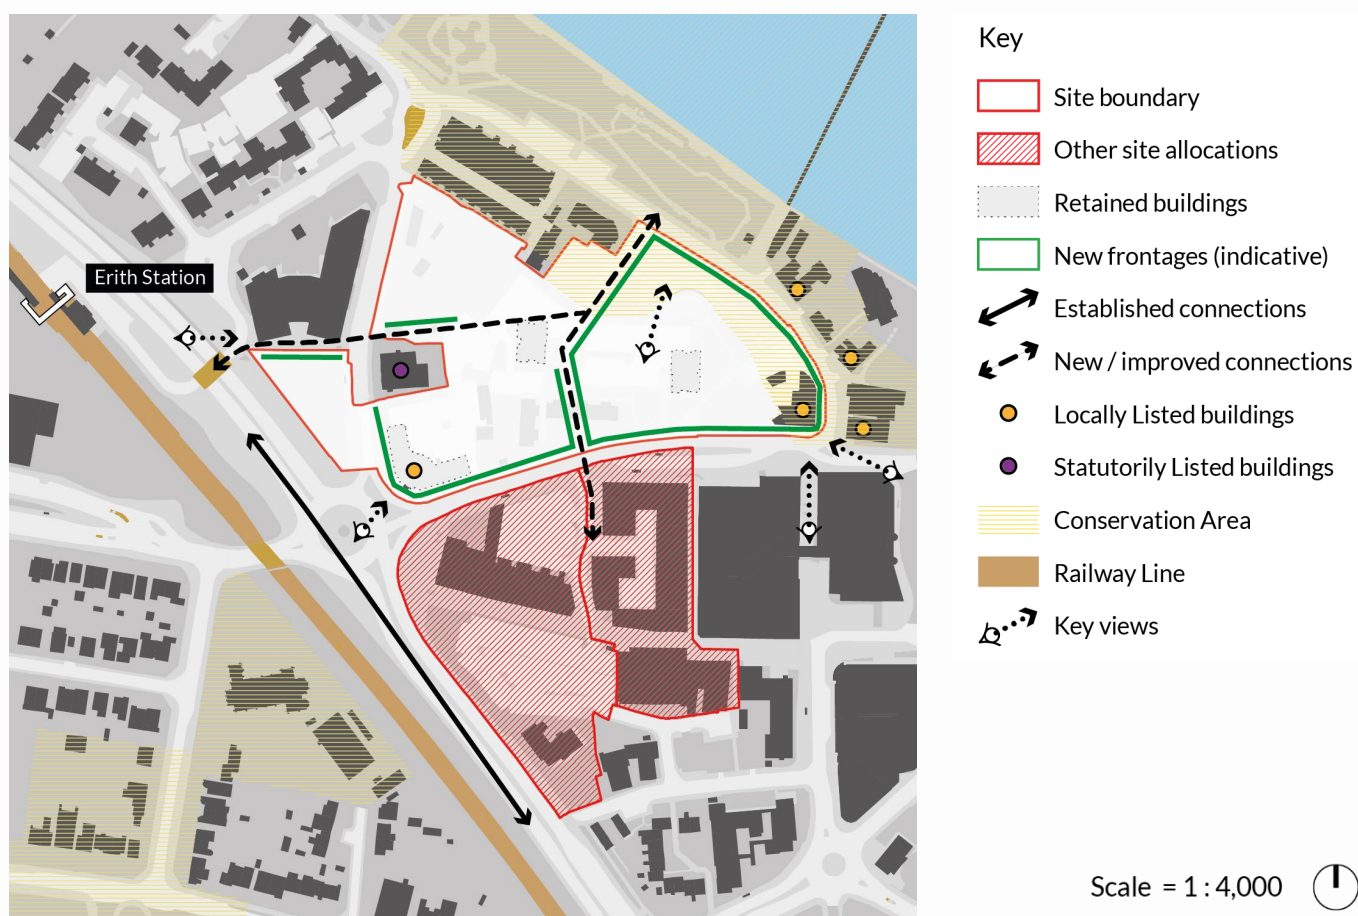 Erith Station
Key
Site boundary
Other site allocations
Retained buildings
New frontages (indicative)
Established connections
New / improved connections
Locally Listed buildings
Statutorily Listed buildings
Conservation Area
Railway Line
Key views
Scale = 1 : 4,000